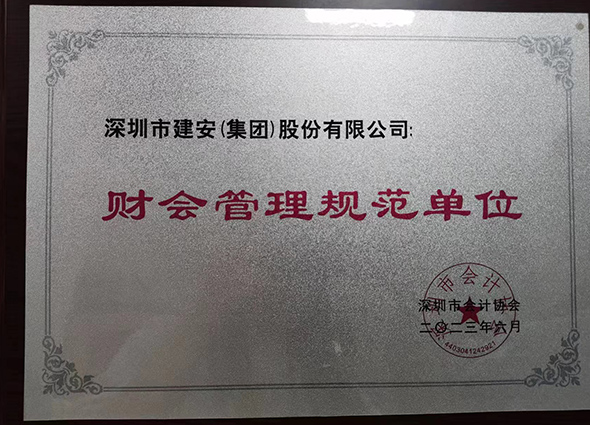 深圳市建安(集团)股份有限公司:
财会管理规范单位
深圳市会计协会
二〇二三年六月
4403041242921